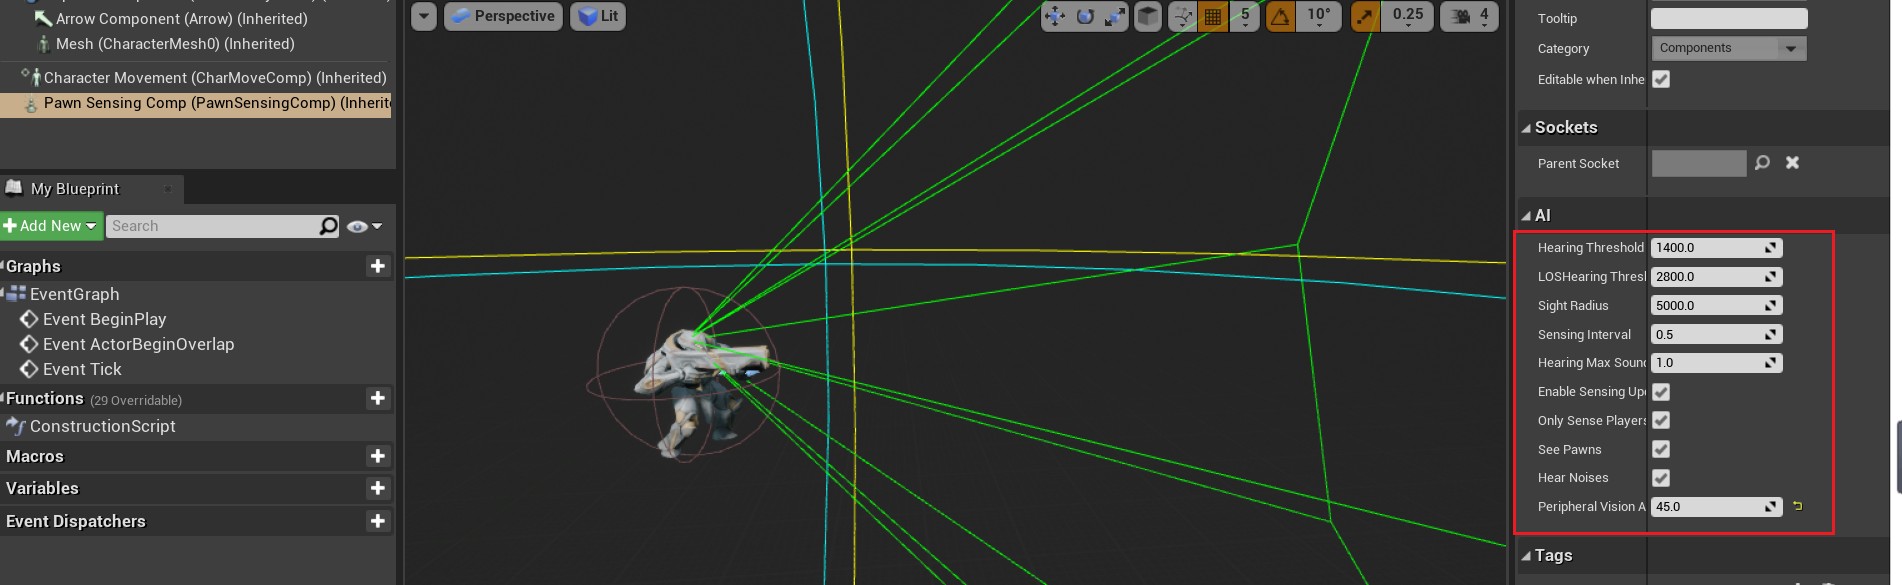 Arrow Component (Arrow) (Inherited)
Mesh (CharacterMesh0) (Inherited)
Character Movement (CharMoveComp) (Inherited)
Pawn Sensing Comp (PawnSensingComp) (Inherite
My Blueprint
Add New
Search
Graphs
EventGraph
Event BeginPlay
Event ActorBeginOverlap
Event Tick
Functions (29 Overridable)
ConstructionScript
Macros
Variables
Event Dispatchers
Perspective
Lit
5
10°
0.25
4
Tooltip
Category Components
Editable when Inhe
Sockets
Parent Socket
AI
Hearing Threshold 1400.0
LOSHearing Thresh 2800.0
Sight Radius 5000.0
Sensing Interval 0.5
Hearing Max Soun 1.0
Enable Sensing Up
Only Sense Players
See Pawns
Hear Noises
Peripheral Vision A 45.0
Tags